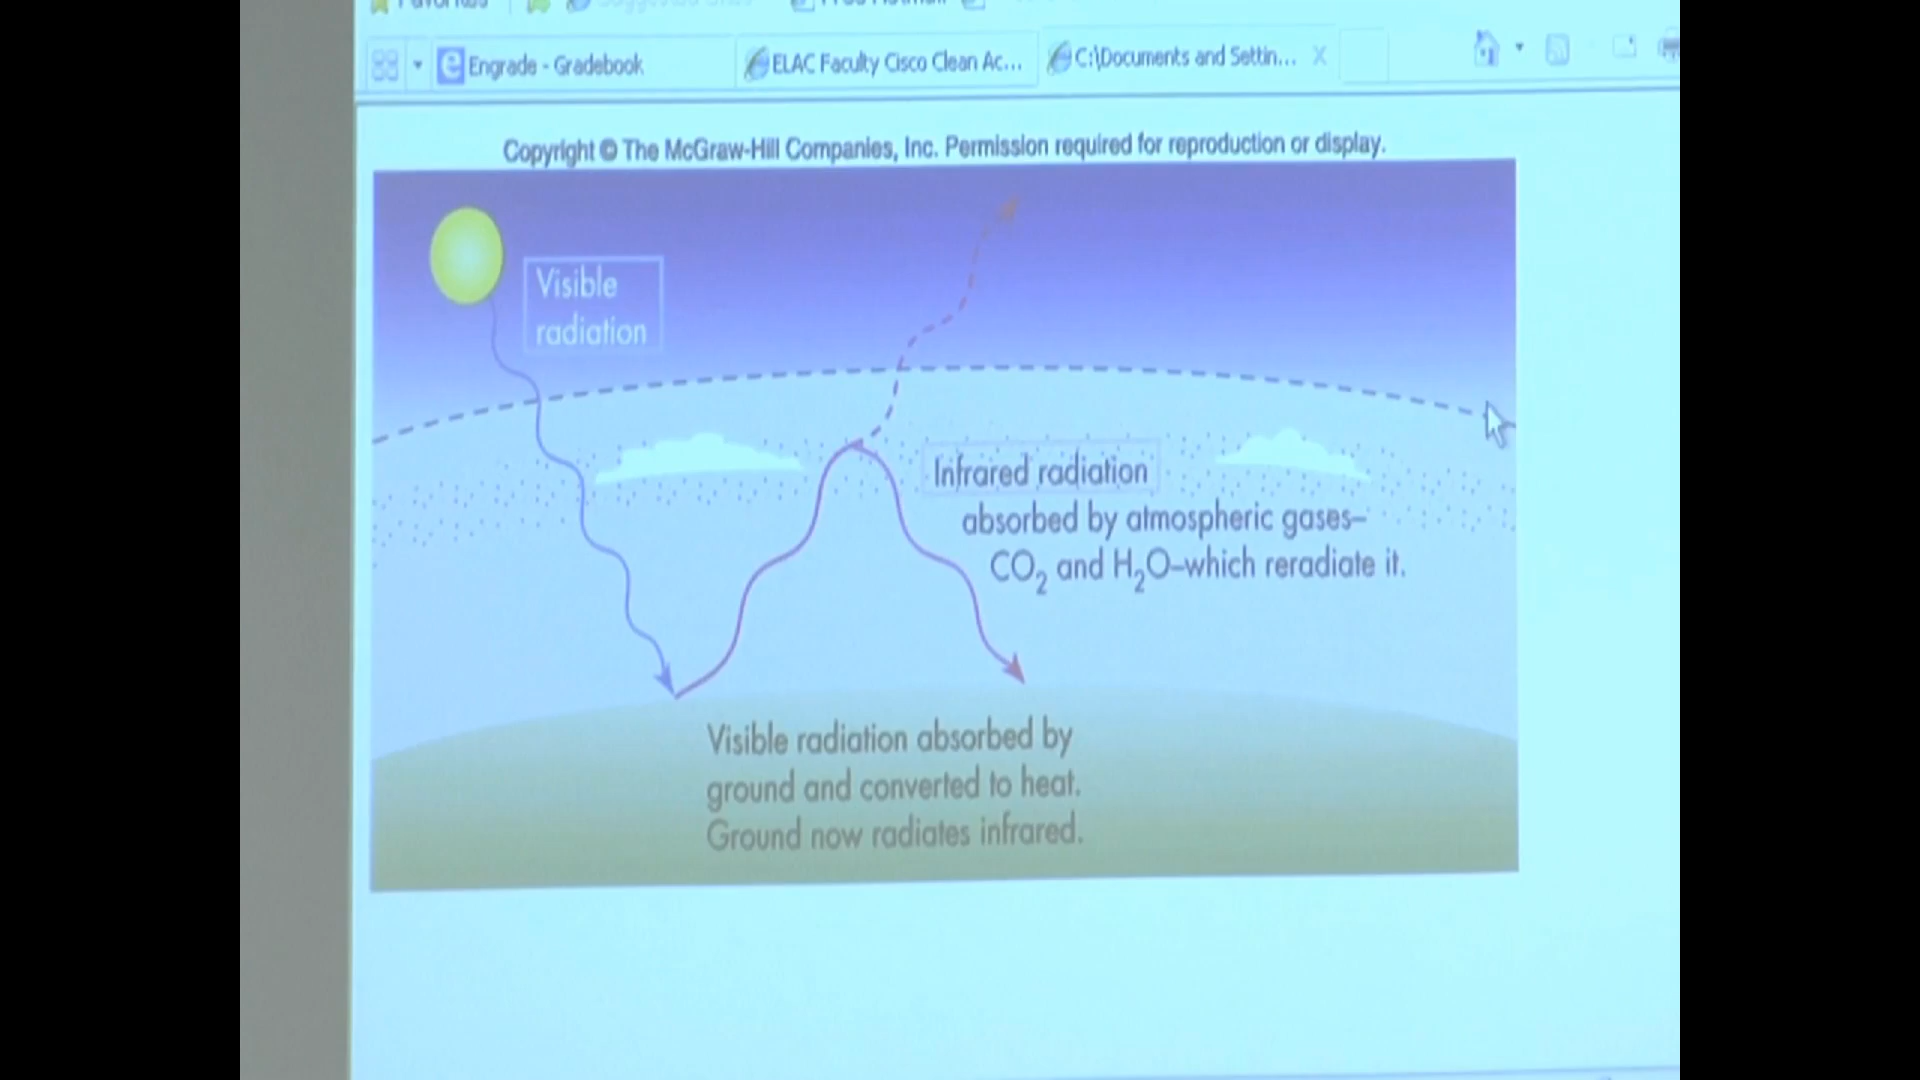 Engrade - Gradebook
ELAC Faculty Cisco Clean Ac...
C:\Documents and Settin...
Copyright © The McGraw-Hill Companies, Inc. Permission required for reproduction or display.
Visible
radiation
Infrared radiation
absorbed by atmospheric gases–
CO₂ and H₂O–which reradiate it.
Visible radiation absorbed by
ground and converted to heat.
Ground now radiates infrared.